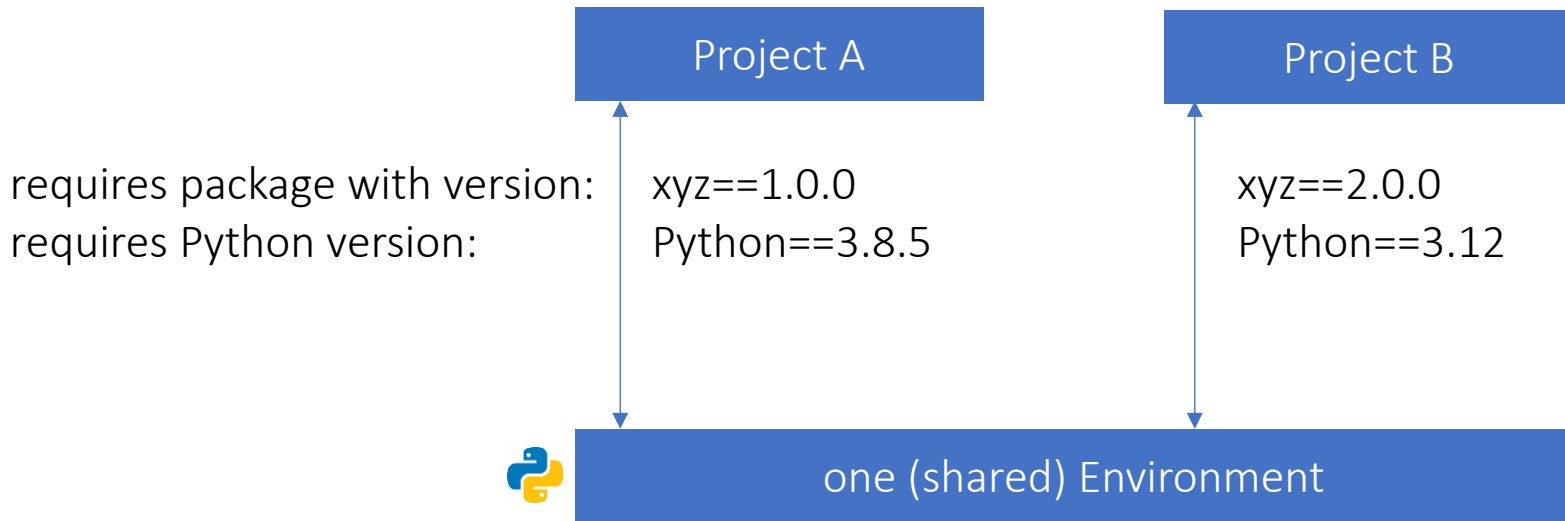 Project A
Project B
requires package with version: xyz==1.0.0 xyz==2.0.0
requires Python version: Python==3.8.5 Python==3.12
one (shared) Environment